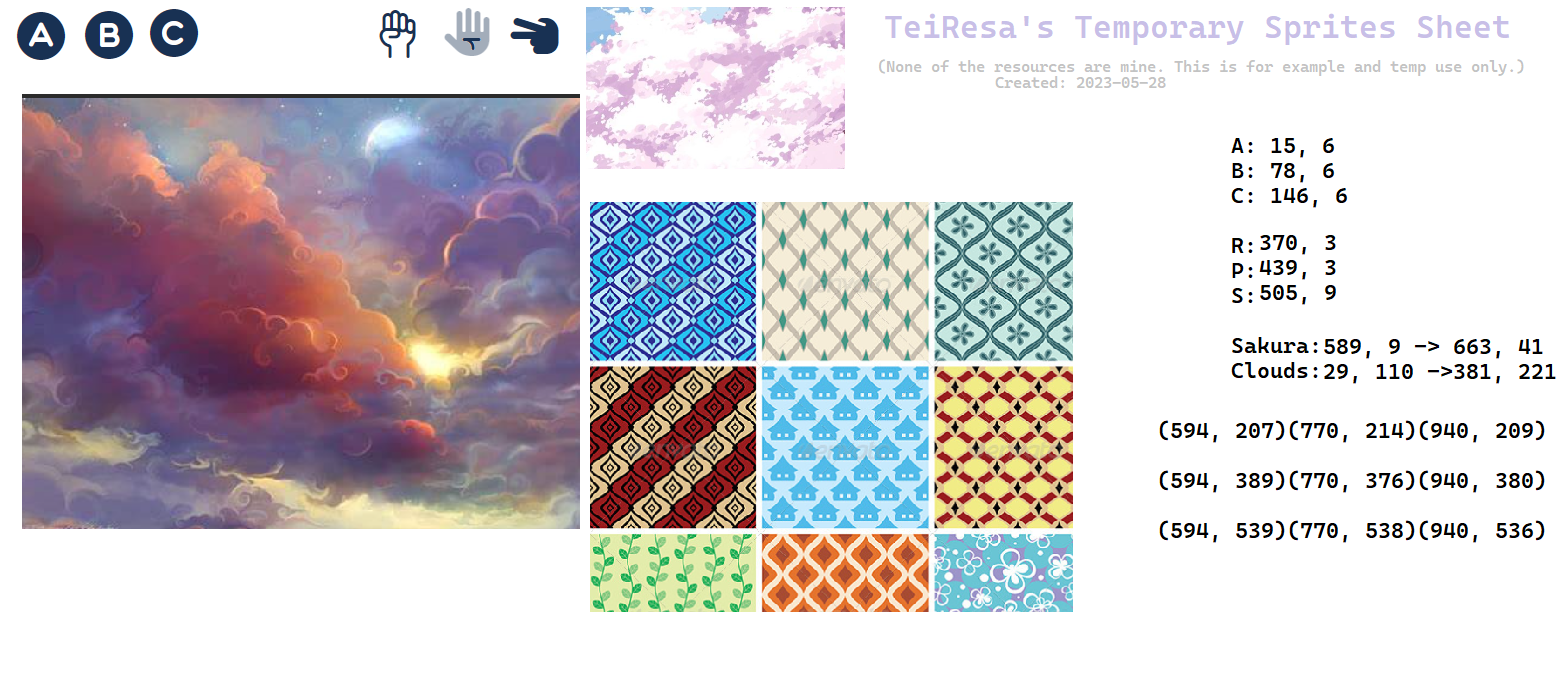 A B C
TeiResa's Temporary Sprites Sheet
(None of the resources are mine. This is for example and temp use only.)
Created: 2023-05-28
A: 15, 6
B: 78, 6
C: 146, 6
R: 370, 3
P: 439, 3
S: 505, 9
Sakura: 589, 9 -> 663, 41
Clouds: 29, 110 ->381, 221
(594, 207)(770, 214)(940, 209)
(594, 389)(770, 376)(940, 380)
(594, 539)(770, 538)(940, 536)